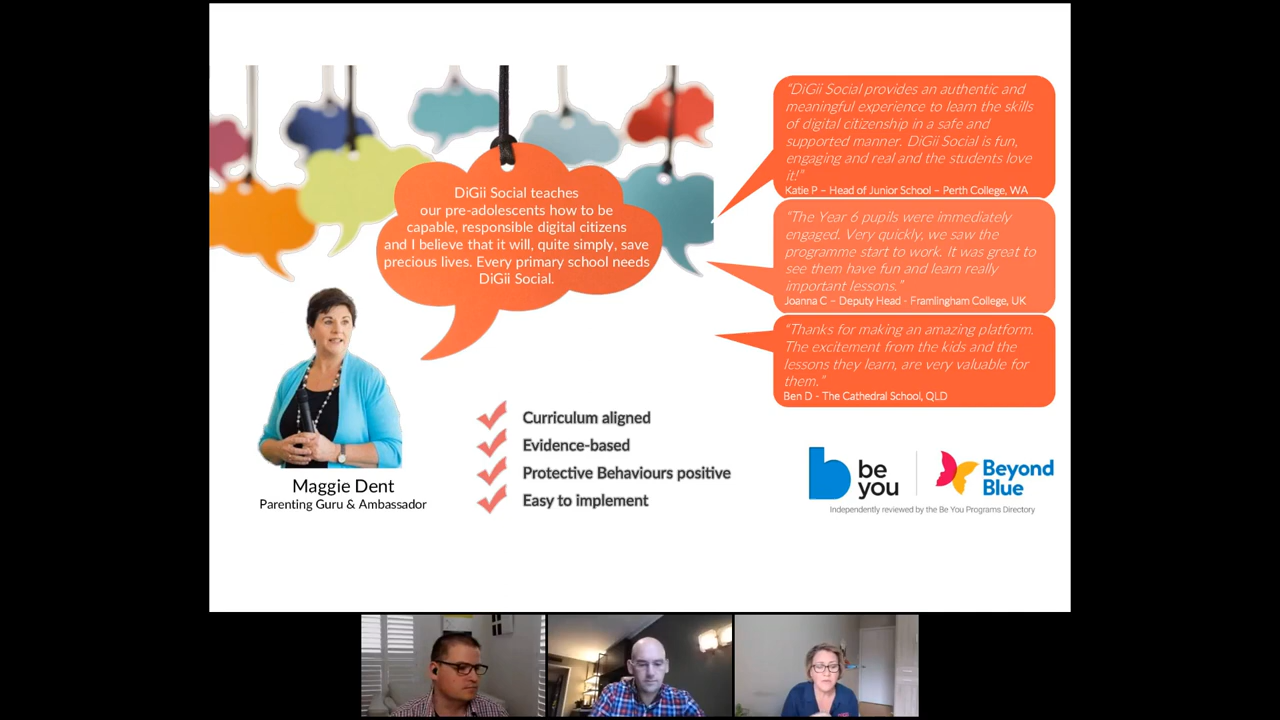 DiGii Social teaches
our pre-adolescents how to be
capable, responsible digital citizens
and I believe that it will, quite simply, save
precious lives. Every primary school needs
DiGii Social.
Maggie Dent
Parenting Guru & Ambassador
Curriculum aligned
Evidence-based
Protective Behaviours positive
Easy to implement
“DiGii Social provides an authentic and
meaningful experience to learn the skills
of digital citizenship in a safe and
supported manner. DiGii Social is fun,
engaging and real and the students love
it!”
Katie P – Head of Junior School – Perth College, WA
“The Year 6 pupils were immediately
engaged. Very quickly, we saw the
programme start to work. It was great to
see them have fun and learn really
important lessons.”
Joanna C – Deputy Head - Framlingham College, UK
“Thanks for making an amazing platform.
The excitement from the kids and the
lessons they learn, are very valuable for
them.”
Ben D - The Cathedral School, QLD
be
you
Beyond
Blue
Independently reviewed by the Be You Programs Directory